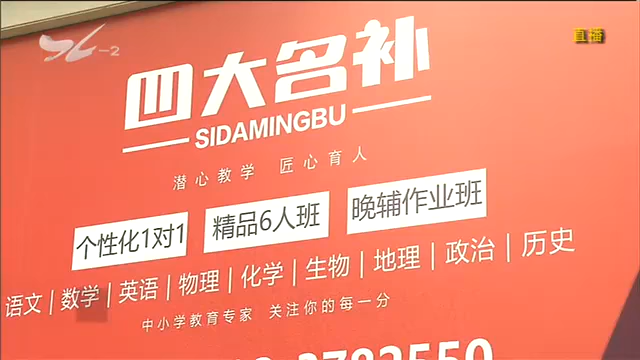 直播
四大名补
SIDAMINGBU
潜心教学 匠心育人
个性化1对1 精品6人班 晚辅作业班
语文|数学|英语|物理|化学|生物|地理|政治|历史
中小学教育专家 关注你的每一分